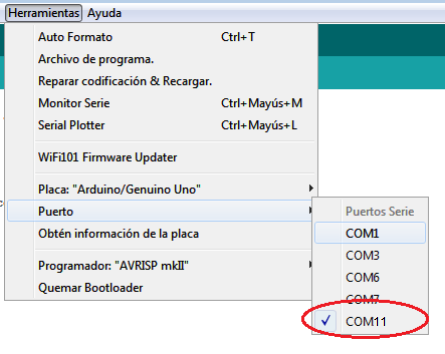 Herramientas Ayuda
Auto Formato Ctrl+T
Archivo de programa.
Reparar codificación & Recargar.
Monitor Serie Ctrl+Mayús+M
Serial Plotter Ctrl+Mayús+L
WiFi101 Firmware Updater
Placa: "Arduino/Genuino Uno"
Puerto
Puertos Serie
Obtén información de la placa
COM1
COM3
Programador: "AVRISP mkII"
COM6
Quemar Bootloader
COM7
COM11